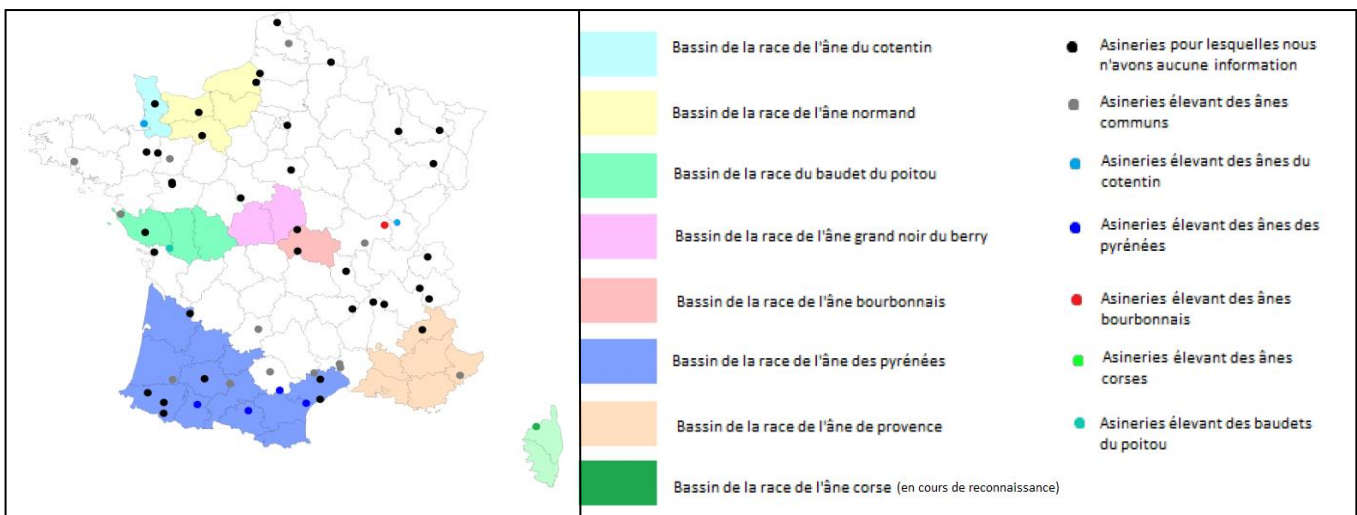 Bassin de la race de l'âne du cotentin
Bassin de la race de l'âne normand
Bassin de la race du baudet du poitou
Bassin de la race de l'âne grand noir du berry
Bassin de la race de l'âne bourbonnais
Bassin de la race de l'âne des pyrénées
Bassin de la race de l'âne de provence
Bassin de la race de l'âne corse (en cours de reconnaissance)
Asineries pour lesquelles nous
n'avons aucune information
Asineries élevant des ânes
communs
Asineries élevant des ânes du
cotentin
Asineries élevant des ânes des
pyrénées
Asineries élevant des ânes
bourbonnais
Asineries élevant des ânes
corses
Asineries élevant des baudets
du poitou